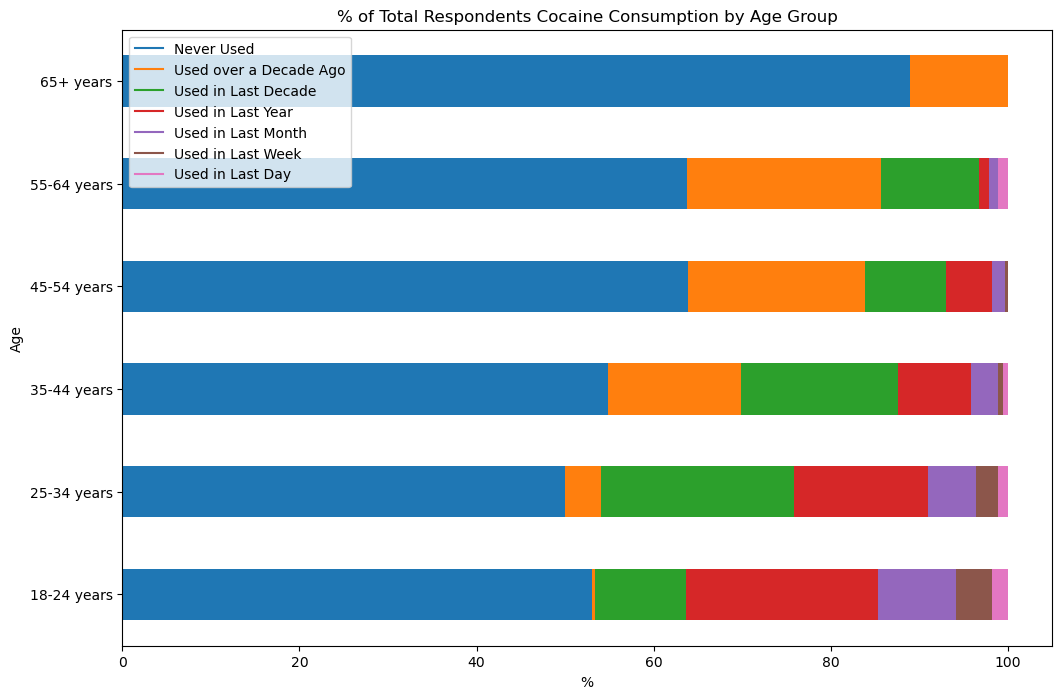 % of Total Respondents Cocaine Consumption by Age Group
Never Used
Used over a Decade Ago
Used in Last Decade
Used in Last Year
Used in Last Month
Used in Last Week
Used in Last Day
65+ years
55-64 years
45-54 years
35-44 years
25-34 years
18-24 years
Age
0 20 40 60 80 100
%